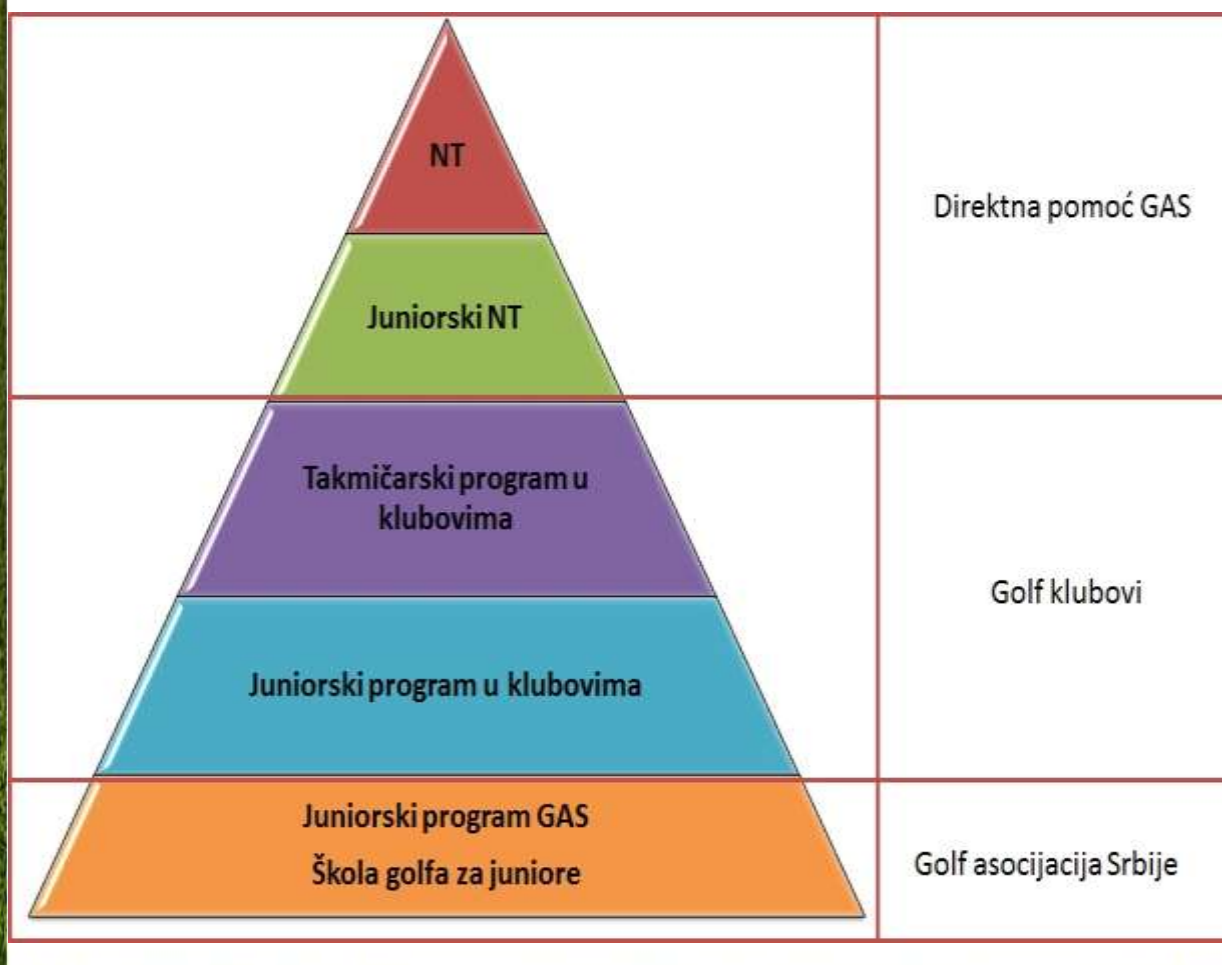 NT
Direktna pomoć GAS
Juniorski NT
Takmičarski program u
klubovima
Golf klubovi
Juniorski program u klubovima
Juniorski program GAS
Škola golfa za juniore
Golf asocijacija Srbije